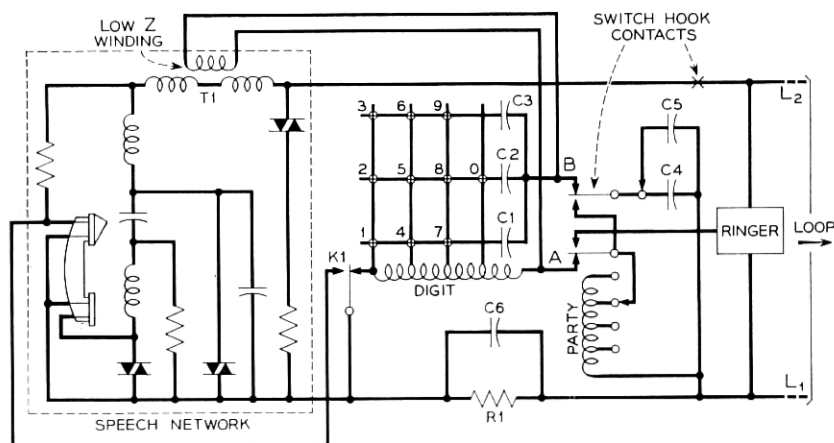 LOW Z
WINDING
SWITCH HOOK
CONTACTS
T1
L2
3
6
9
C3
C5
2
5
8
0
C2
B
C4
1
4
7
C1
RINGER
LOOP
K1
A
DIGIT
C6
PARTY
R1
L1
SPEECH NETWORK